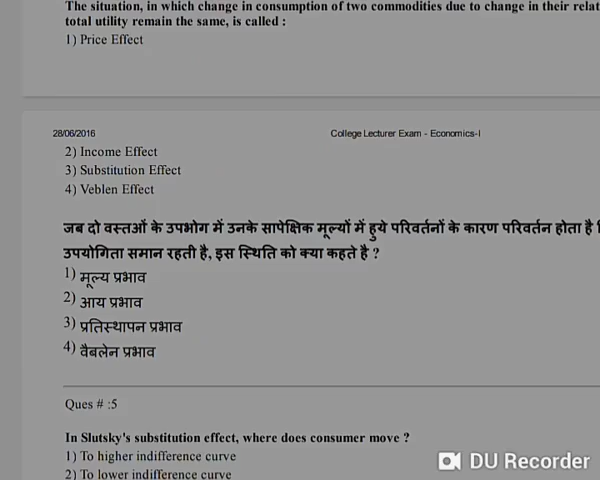 The situation, in which change in consumption of two commodities due to change in their
total utility remain the same, is called :
1) Price Effect
28/06/2016 College Lecturer Exam - Economics-I
2) Income Effect
3) Substitution Effect
4) Veblen Effect
जब दो वस्तओं के उपभोग में उनके सापेक्षिक मूल्यों में हुये परिवर्तनों के कारण परिवर्तन होता है
उपयोगिता समान रहती है, इस स्थिति को क्या कहते है ?
1) मूल्य प्रभाव
2) आय प्रभाव
3) प्रतिस्थापन प्रभाव
4) वैबलेन प्रभाव
Ques # :5
In Slutsky's substitution effect, where does consumer move ?
1) To higher indifference curve
2) To lower indifference curve
DU Recorder